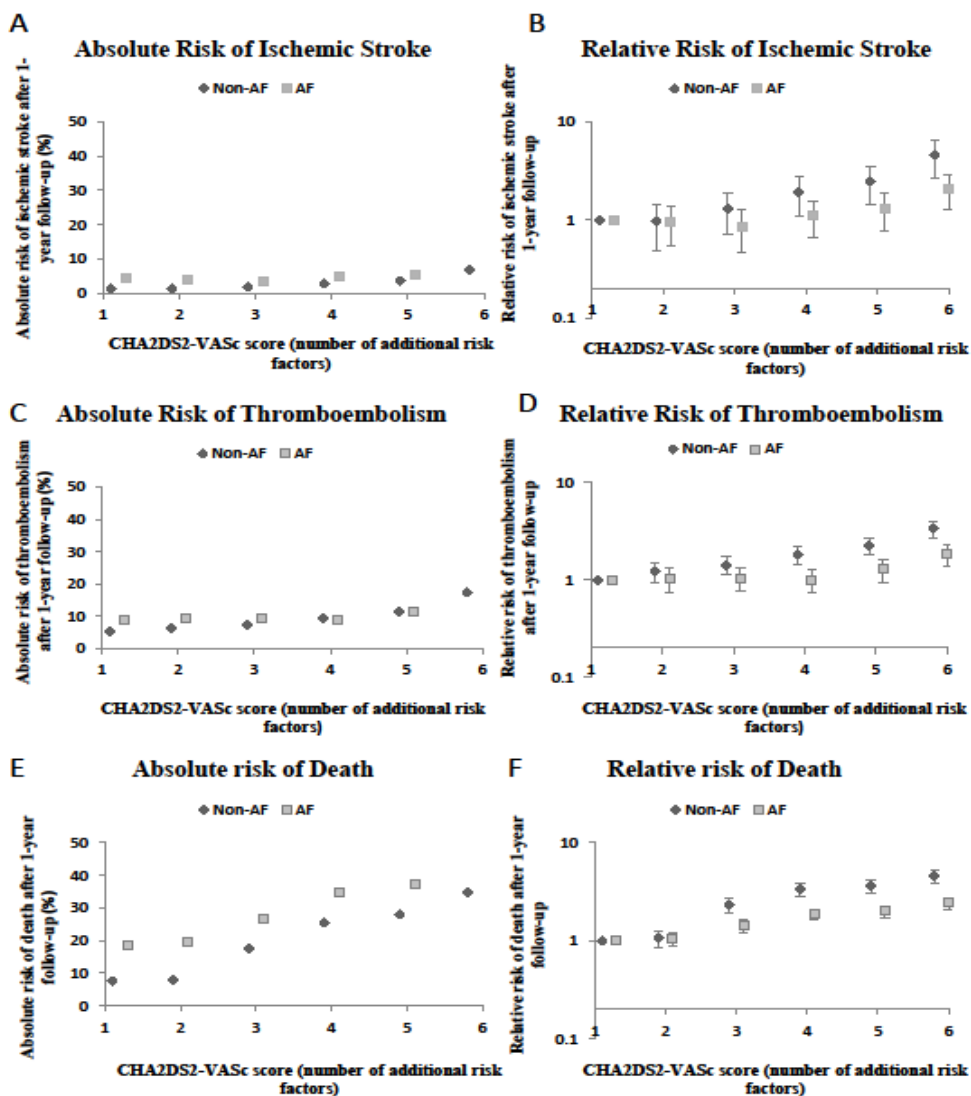 A
Absolute Risk of Ischemic Stroke
Non-AF AF
Absolute risk of ischemic stroke after 1-
year follow-up (%)
50
40
30
20
10
0
1 2 3 4 5 6
CHA2DS2-VASc score (number of additional risk
factors)
B
Relative Risk of Ischemic Stroke
Non-AF AF
Relative risk of ischemic stroke after
1-year follow-up
10
1
0.1
1 2 3 4 5 6
CHA2DS2-VASc score (number of additional risk
factors)
C
Absolute Risk of Thromboembolism
Non-AF AF
Absolute risk of thromboembolism
after 1-year follow-up (%)
50
40
30
20
10
0
1 2 3 4 5 6
CHA2DS2-VASc score (number of additional risk
factors)
D
Relative Risk of Thromboembolism
Non-AF AF
Relative risk of thromboembolism
after 1-year follow-up
10
1
0.1
1 2 3 4 5 6
CHA2DS2-VASc score (number of additional risk
factors)
E
Absolute risk of Death
Non-AF AF
Absolute risk of death after 1-year
follow-up (%)
50
40
30
20
10
0
1 2 3 4 5 6
CHA2DS2-VASc score (number of additional risk
factors)
F
Relative risk of Death
Non-AF AF
Relative risk of death after 1-year
follow-up
10
1
0.1
1 2 3 4 5 6
CHA2DS2-VASc score (number of additional risk
factors)